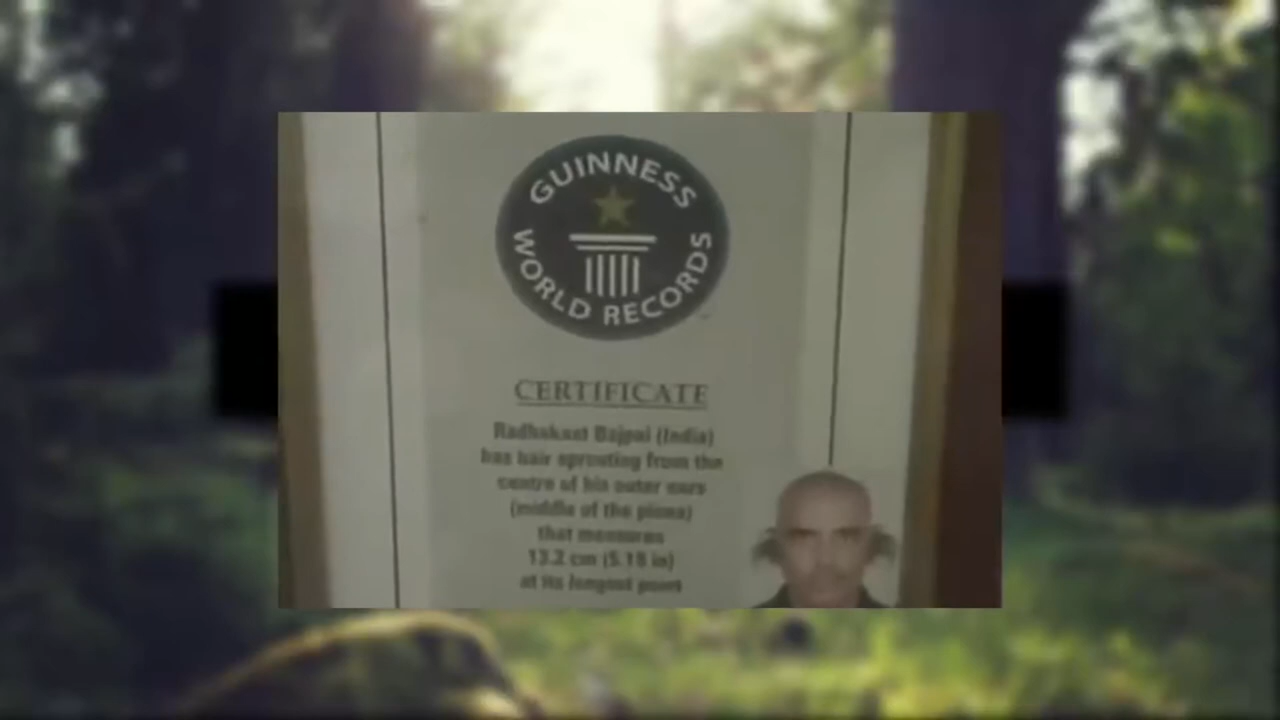 GUINNESS
WORLD RECORDS
CERTIFICATE
Radhakant Bajpai (India)
has hair sprouting from the
centre of his outer ears
(middle of the pinna)
that measures
13.2 cm (5.19 in)
at its longest point